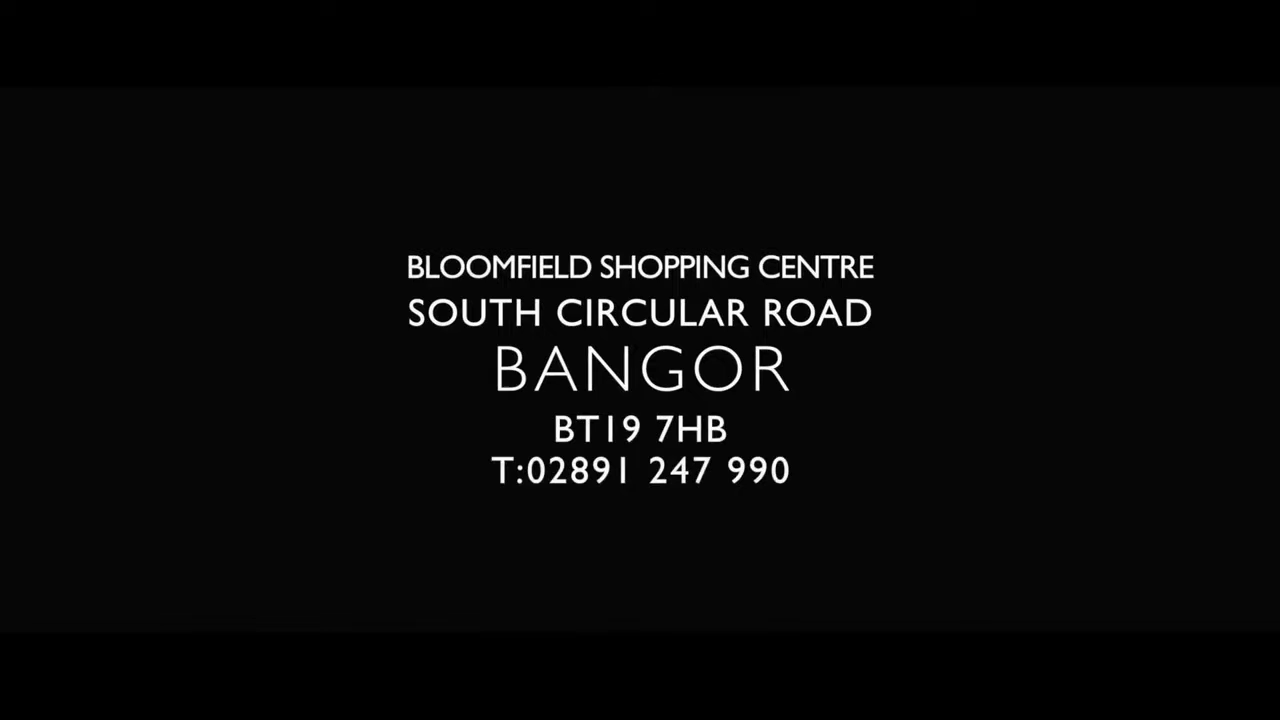 BLOOMFIELD SHOPPING CENTRE
SOUTH CIRCULAR ROAD
BANGOR
BT19 7HB
T:02891 247 990